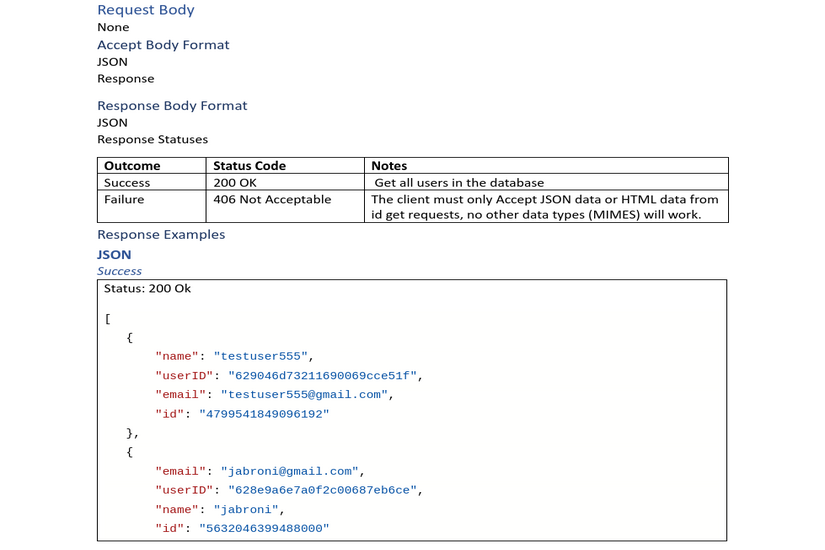 Request Body
None
Accept Body Format
JSON
Response
Response Body Format
JSON
Response Statuses
Outcome Status Code Notes
Success 200 OK Get all users in the database
Failure 406 Not Acceptable The client must only Accept JSON data or HTML data from
id get requests, no other data types (MIMES) will work.
Response Examples
JSON
Success
Status: 200 Ok
[
{
"name": "testuser555",
"userID": "629046d73211690069cce51f",
"email": "testuser555@gmail.com",
"id": "4799541849096192"
},
{
"email": "jabroni@gmail.com",
"userID": "628e9a6e7a0f2c00687eb6ce",
"name": "jabroni",
"id": "5632046399488000"